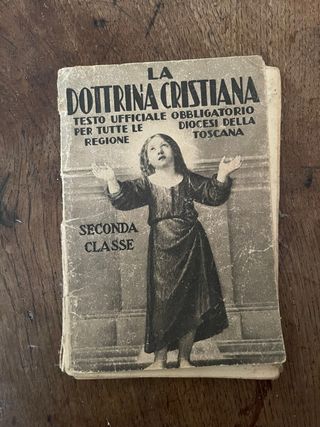 LA
DOTTRINA CRISTIANA
TESTO UFFICIALE OBBLIGATORIO
PER TUTTE LE DIOCESI DELLA
REGIONE TOSCANA
SECONDA
CLASSE